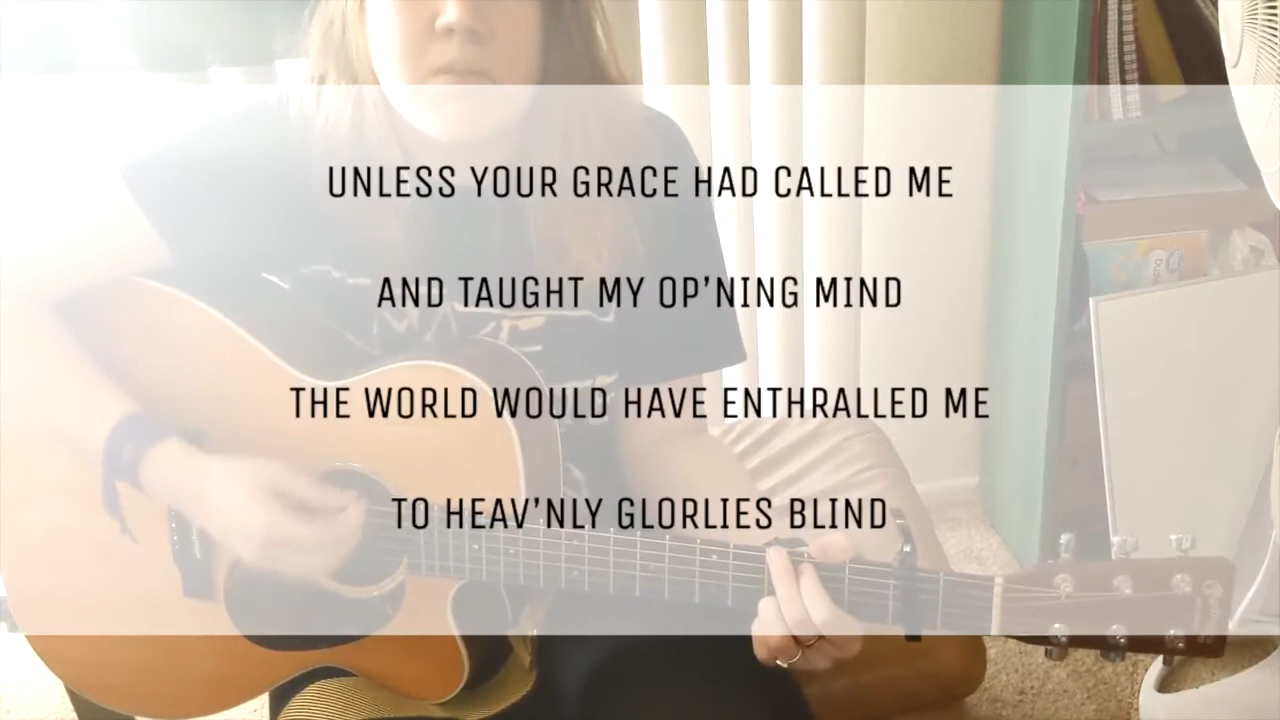 UNLESS YOUR GRACE HAD CALLED ME
AND TAUGHT MY OP’NING MIND
THE WORLD WOULD HAVE ENTHRALLED ME
TO HEAV’NLY GLORLIES BLIND